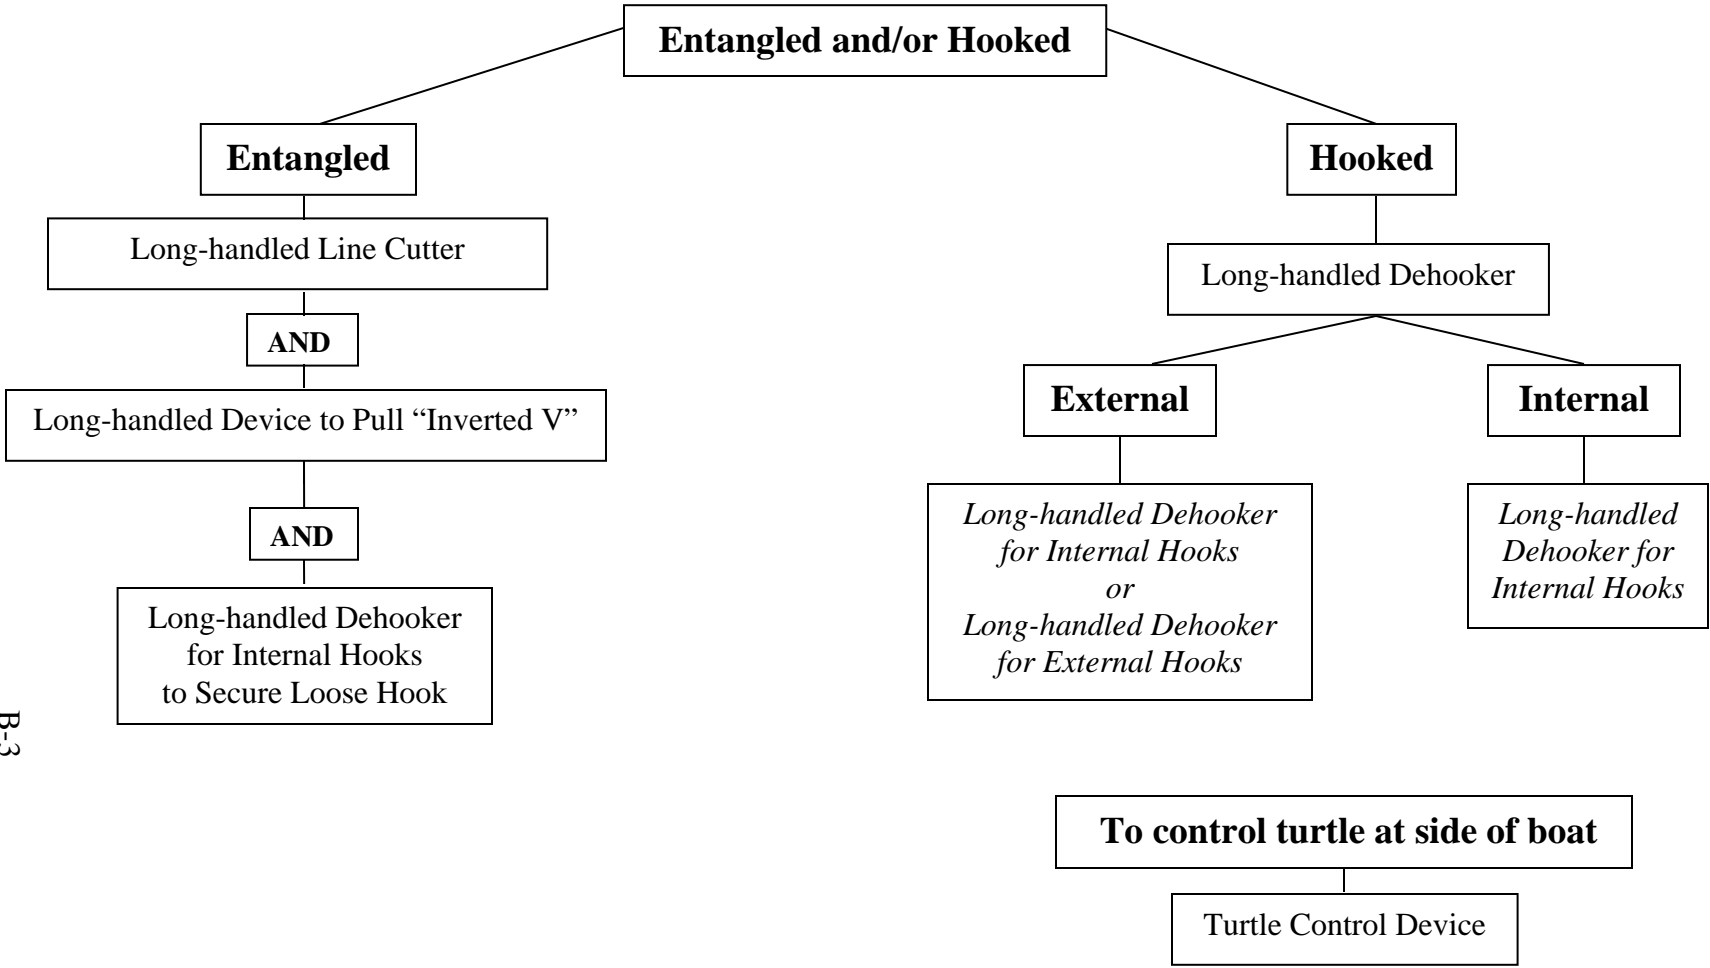 Entangled and/or Hooked
Entangled
Long-handled Line Cutter
AND
Long-handled Device to Pull “Inverted V”
AND
Long-handled Dehooker
for Internal Hooks
to Secure Loose Hook
Hooked
Long-handled Dehooker
External
Long-handled Dehooker
for Internal Hooks
or
Long-handled Dehooker
for External Hooks
Internal
Long-handled
Dehooker for
Internal Hooks
To control turtle at side of boat
Turtle Control Device
B-3